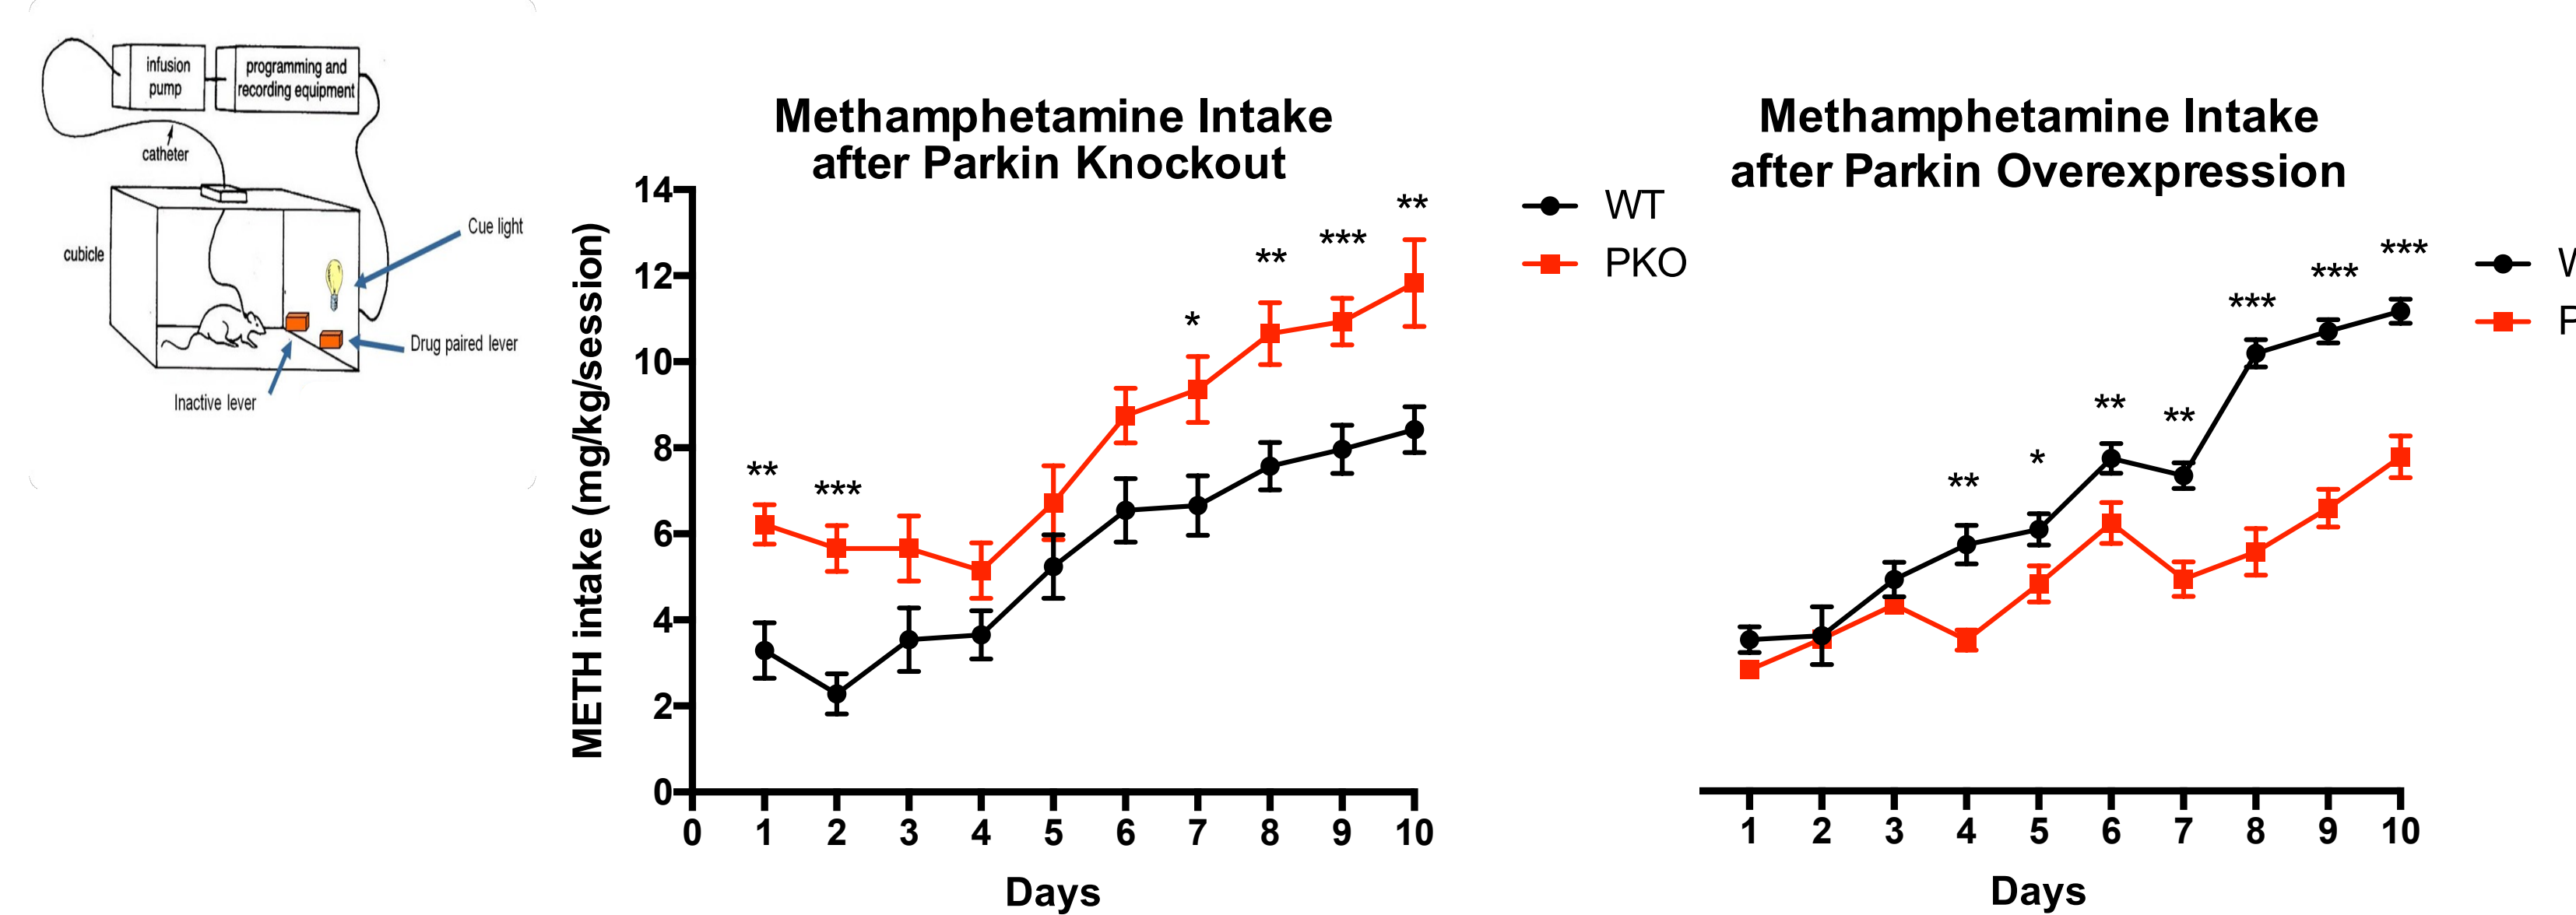 infusion
pump
programming and
recording equipment
catheter
cubicle
Cue light
Drug paired lever
Inactive lever
Methamphetamine Intake
after Parkin Knockout
METH intake (mg/kg/session)
14
12
10
8
6
4
2
0
** *** * ** *** **
0 1 2 3 4 5 6 7 8 9 10
Days
WT
PKO
Methamphetamine Intake
after Parkin Overexpression
** * ** ** *** *** ***
1 2 3 4 5 6 7 8 9 10
Days